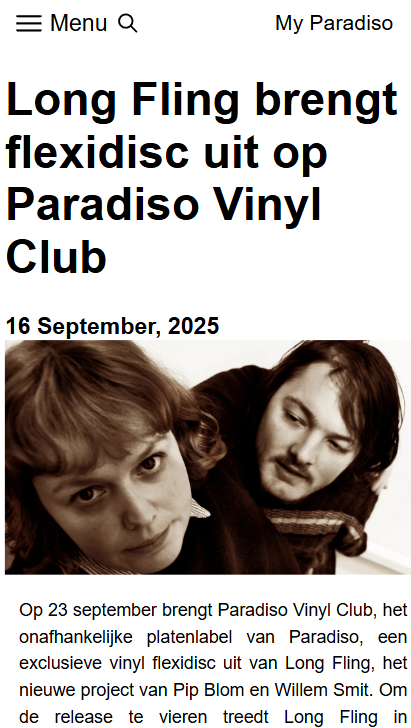 Menu
My Paradiso
Long Fling brengt
flexidisc uit op
Paradiso Vinyl
Club
16 September, 2025
Op 23 september brengt Paradiso Vinyl Club, het
onafhankelijke platenlabel van Paradiso, een
exclusieve vinyl flexidisc uit van Long Fling, het
nieuwe project van Pip Blom en Willem Smit. Om
de release te vieren treedt Long Fling in